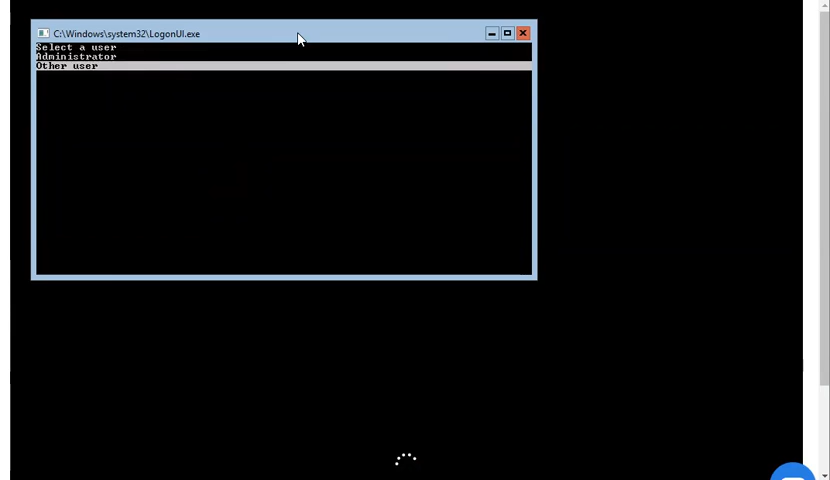 C:\Windows\system32\LogonUI.exe
Select a user
Administrator
Other user